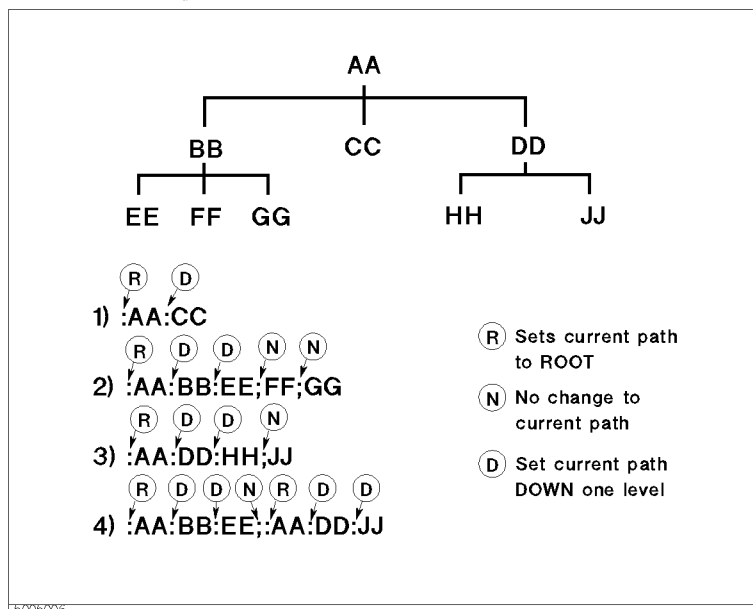 AA
BB CC DD
EE FF GG HH JJ
R D
1) :AA:CC
R D D N N
2) :AA:BB:EE;FF;GG
R D D N
3) :AA:DD:HH;JJ
R D D N R D D
4) :AA:BB:EE;:AA:DD:JJ
R Sets current path
to ROOT
N No change to
current path
D Set current path
DOWN one level